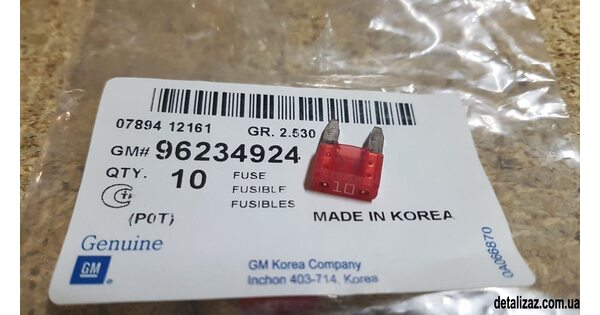 07894 12161 GR. 2.530
GM# 96234924
QTY. 10 FUSE
FUSIBLE
FUSIBLES
(P0T) MADE IN KOREA
10
Genuine
GM
GM Korea Company
Inchon 403-714, Korea
0A066870
detalizaz.com.ua